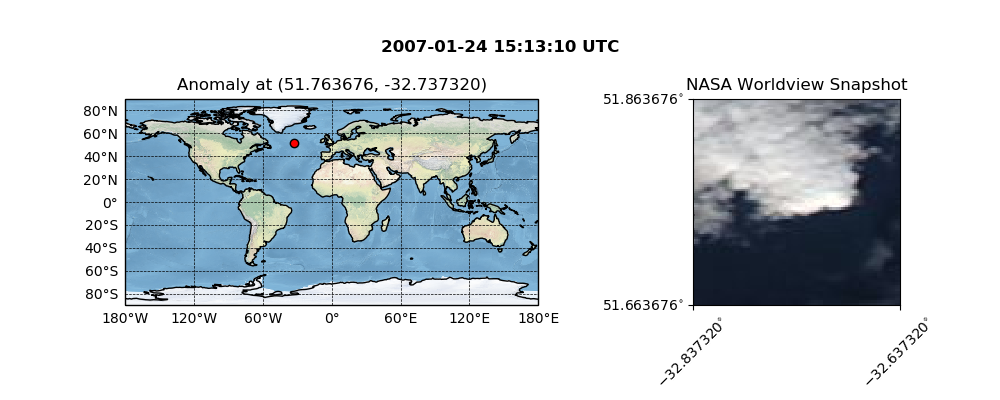 2007-01-24 15:13:10 UTC
Anomaly at (51.763676, -32.737320)
80°N
60°N
40°N
20°N
0°
20°S
40°S
60°S
80°S
180°W 120°W 60°W 0° 60°E 120°E 180°E
NASA Worldview Snapshot
51.863676°
51.663676°
−32.837320°
−32.637320°